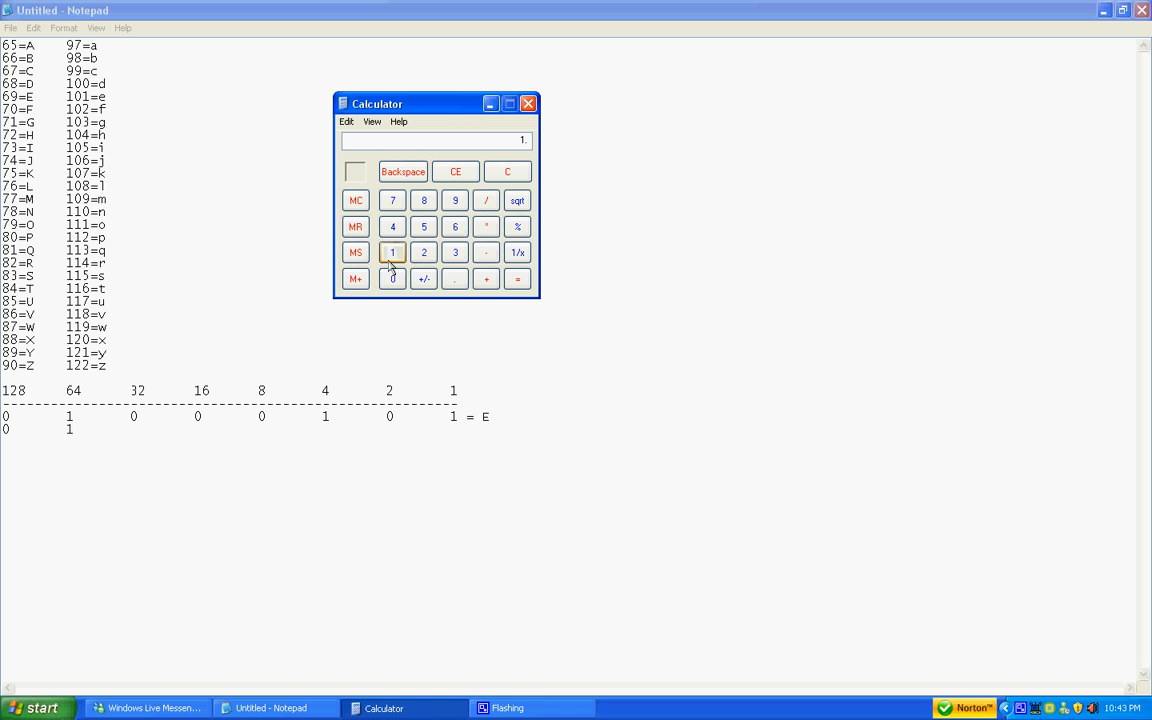 Untitled - Notepad
File Edit Format View Help
65=A 97=a
66=B 98=b
67=C 99=c
68=D 100=d
69=E 101=e
70=F 102=f
71=G 103=g
72=H 104=h
73=I 105=i
74=J 106=j
75=K 107=k
76=L 108=l
77=M 109=m
78=N 110=n
79=O 111=o
80=P 112=p
81=Q 113=q
82=R 114=r
83=S 115=s
84=T 116=t
85=U 117=u
86=V 118=v
87=W 119=w
88=X 120=x
89=Y 121=y
90=Z 122=z
128 64 32 16 8 4 2 1
---------------------------------------------------------
0 1 0 0 0 1 0 1 = E
0 1
Calculator
Edit View Help
1.
Backspace CE C
MC 7 8 9 / sqrt
MR 4 5 6 * %
MS 1 2 3 - 1/x
M+ 0 +/- . + =
start Windows Live Messen... Untitled - Notepad Calculator Flashing Norton™ 10:43 PM